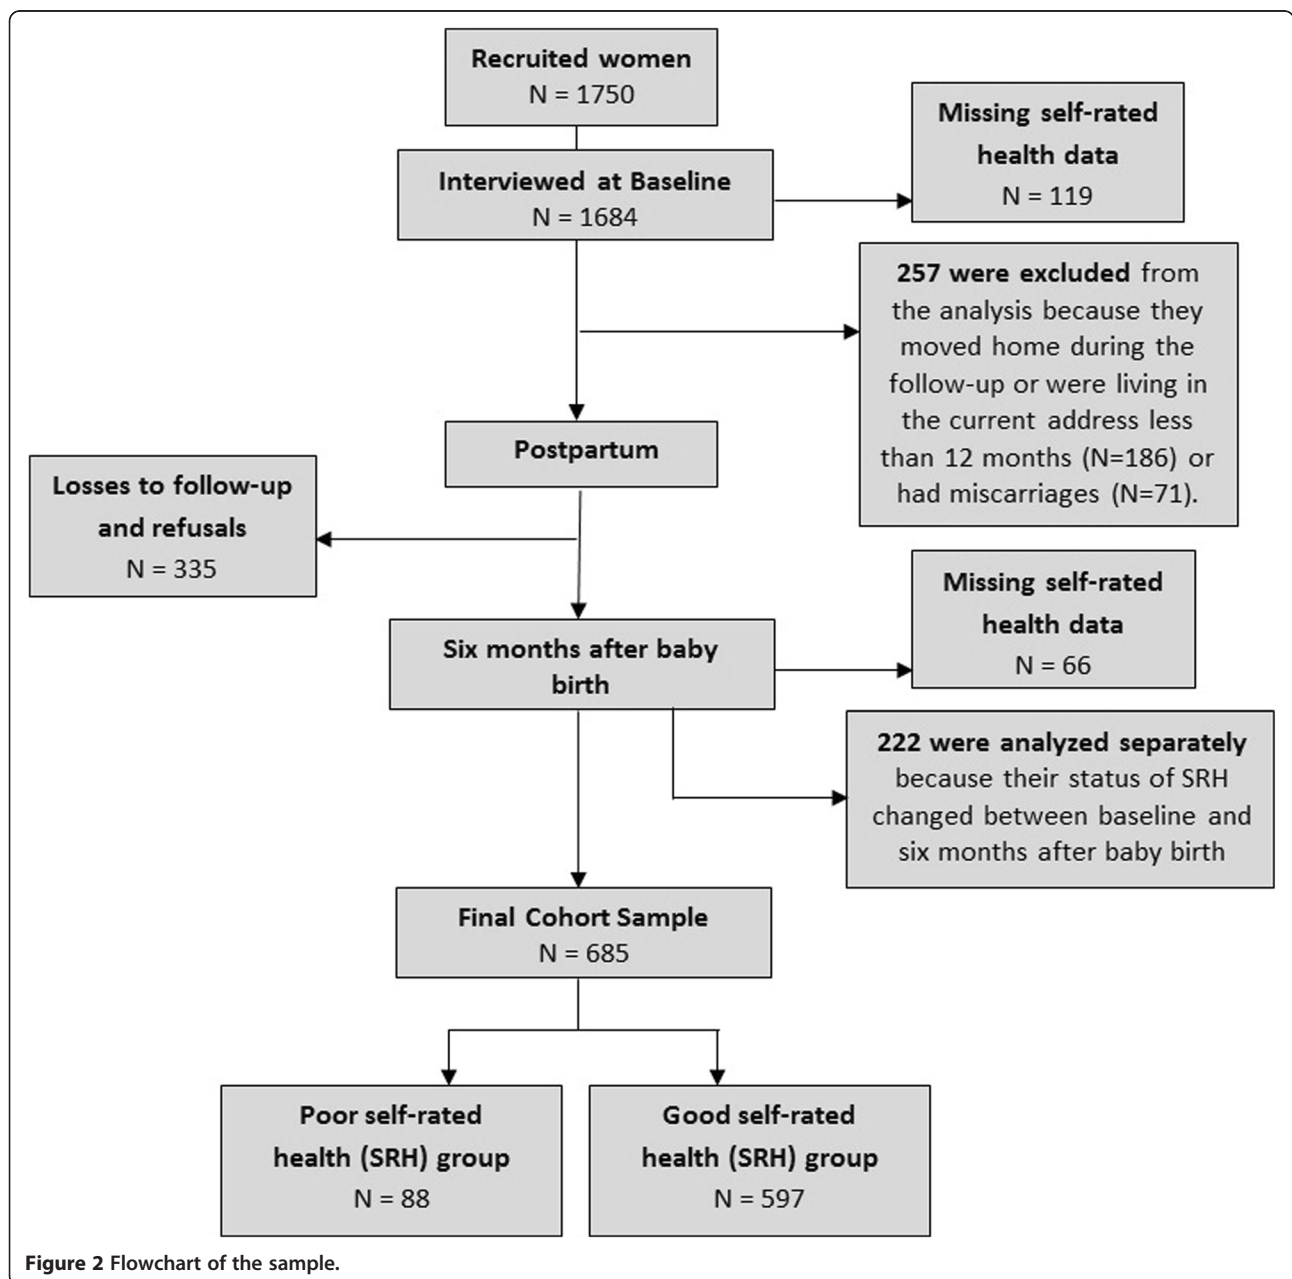 Recruited women
N = 1750
Missing self-rated
health data
N = 119
Interviewed at Baseline
N = 1684
257 were excluded from
the analysis because they
moved home during the
follow-up or were living in
the current address less
than 12 months (N=186) or
had miscarriages (N=71).
Postpartum
Losses to follow-up
and refusals
N = 335
Missing self-rated
health data
N = 66
Six months after baby
birth
222 were analyzed separately
because their status of SRH
changed between baseline and
six months after baby birth
Final Cohort Sample
N = 685
Poor self-rated
health (SRH) group
N = 88
Good self-rated
health (SRH) group
N = 597
Figure 2 Flowchart of the sample.